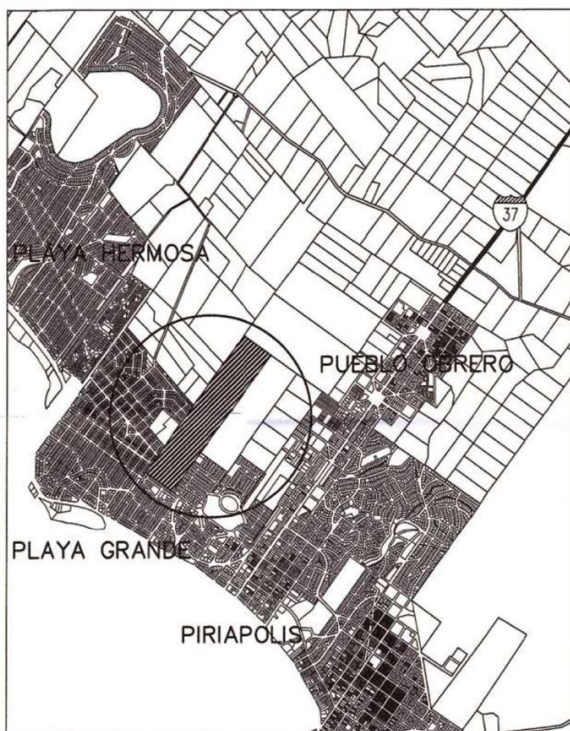 37
PLAYA HERMOSA
PUEBLO OBRERO
PLAYA GRANDE
PIRIAPOLIS